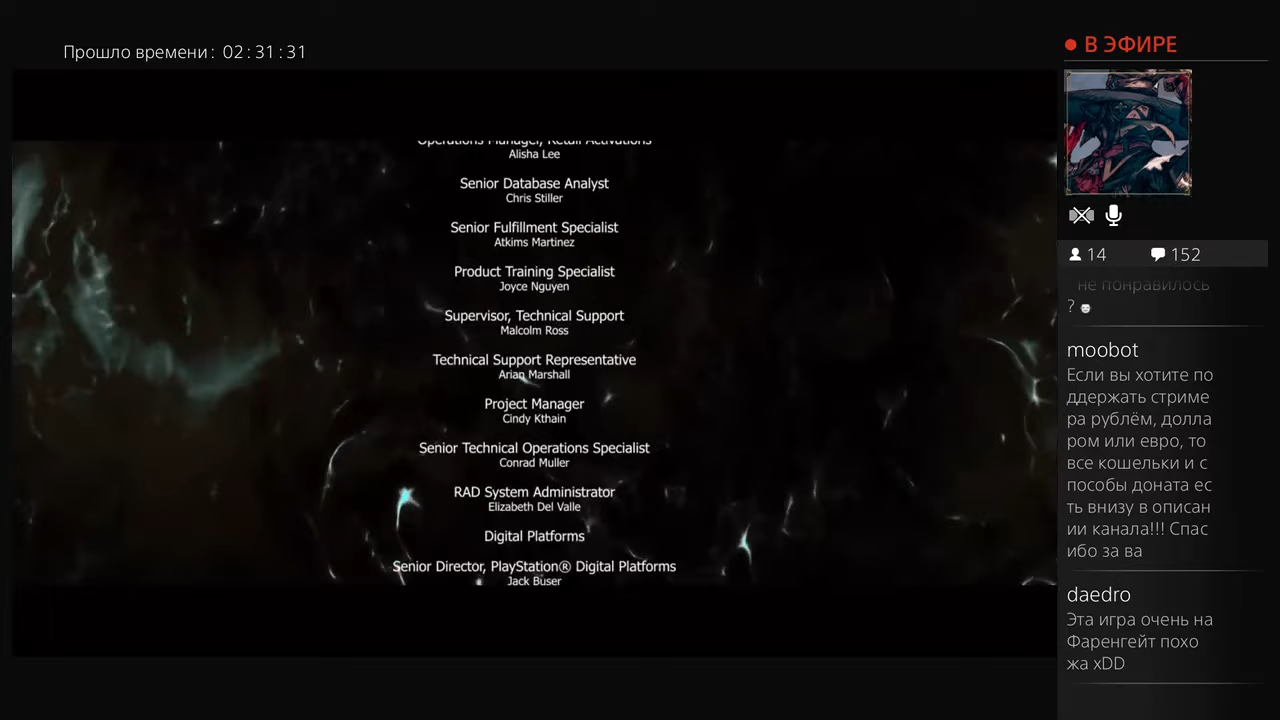 Прошло времени: 02:31:31
Operations Manager, Retail Activations
Alisha Lee
Senior Database Analyst
Chris Stiller
Senior Fulfillment Specialist
Atkims Martinez
Product Training Specialist
Joyce Nguyen
Supervisor, Technical Support
Malcolm Ross
Technical Support Representative
Arian Marshall
Project Manager
Cindy Kthain
Senior Technical Operations Specialist
Conrad Muller
RAD System Administrator
Elizabeth Del Valle
Digital Platforms
Senior Director, PlayStation® Digital Platforms
Jack Buser
В ЭФИРЕ
14 152
не понравилось
?
moobot
Если вы хотите по
ддержать стриме
ра рублём, долла
ром или евро, то
все кошельки и с
пособы доната ес
ть внизу в описан
ии канала!!! Спас
ибо за ва
daedro
Эта игра очень на
Фаренгейт похо
жа xDD